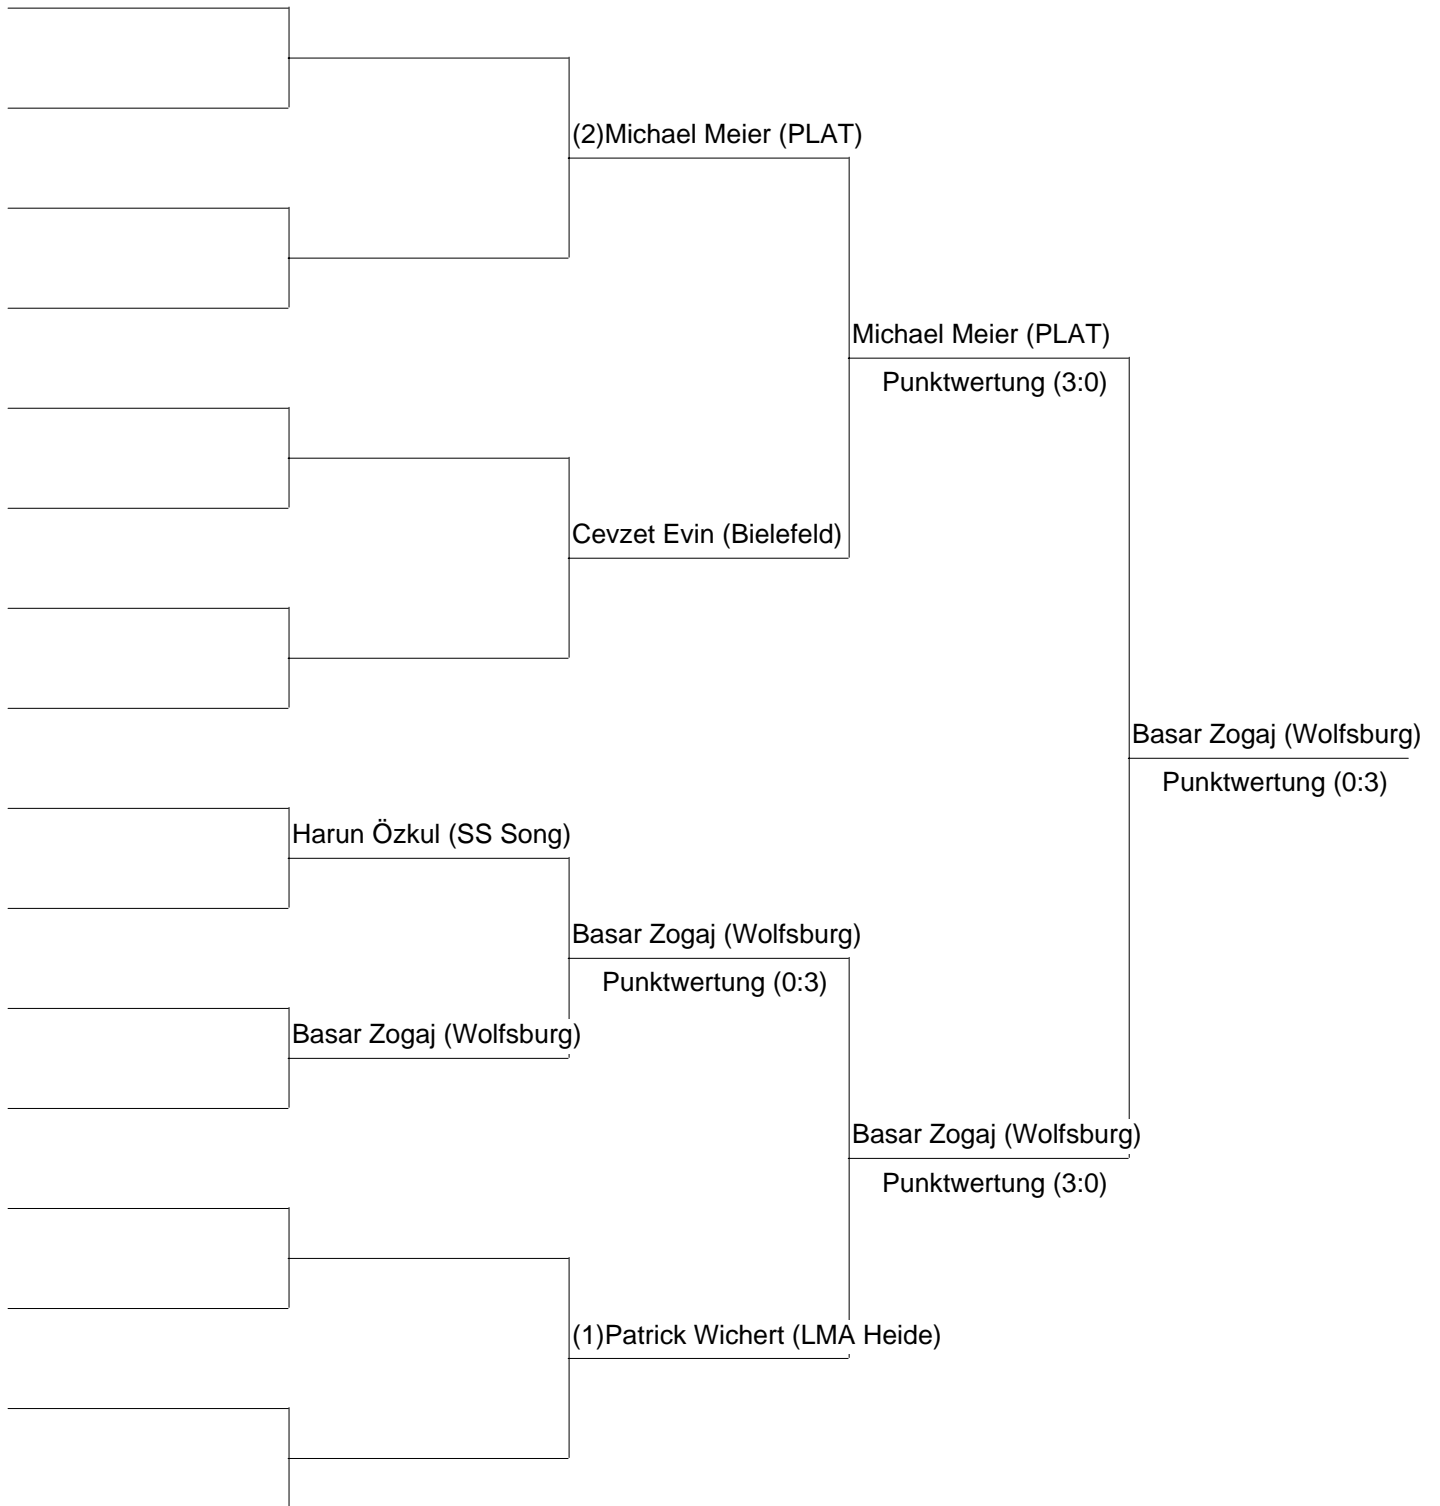 (2)Michael Meier (PLAT)
Michael Meier (PLAT)
Punktwertung (3:0)
Cevzet Evin (Bielefeld)
Basar Zogaj (Wolfsburg)
Punktwertung (0:3)
Harun Özkul (SS Song)
Basar Zogaj (Wolfsburg)
Punktwertung (0:3)
Basar Zogaj (Wolfsburg)
Basar Zogaj (Wolfsburg)
Punktwertung (3:0)
(1)Patrick Wichert (LMA Heide)